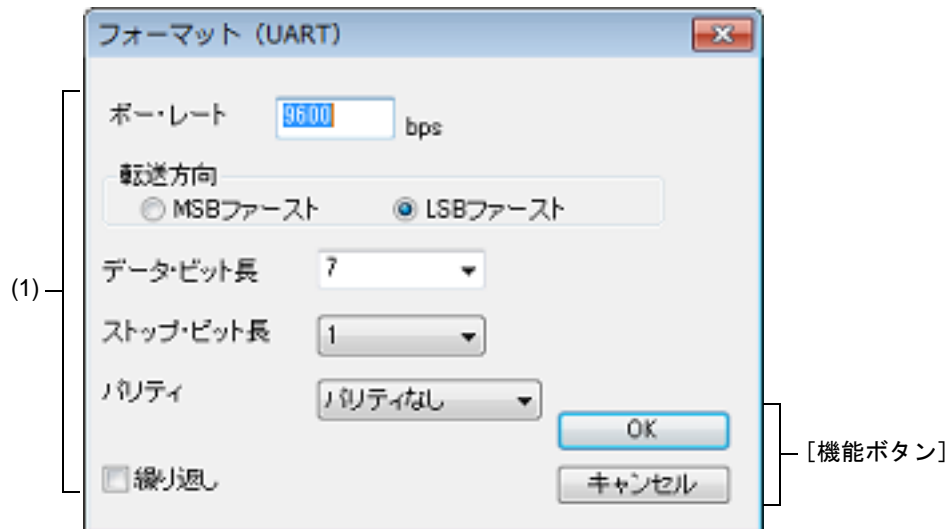 フォーマット（UART）
ボー・レート 9600 bps
転送方向
MSBファースト LSBファースト
データ・ビット長 7
(1)
ストップ・ビット長 1
パリティ パリティなし
OK
［機能ボタン］
繰り返し キャンセル